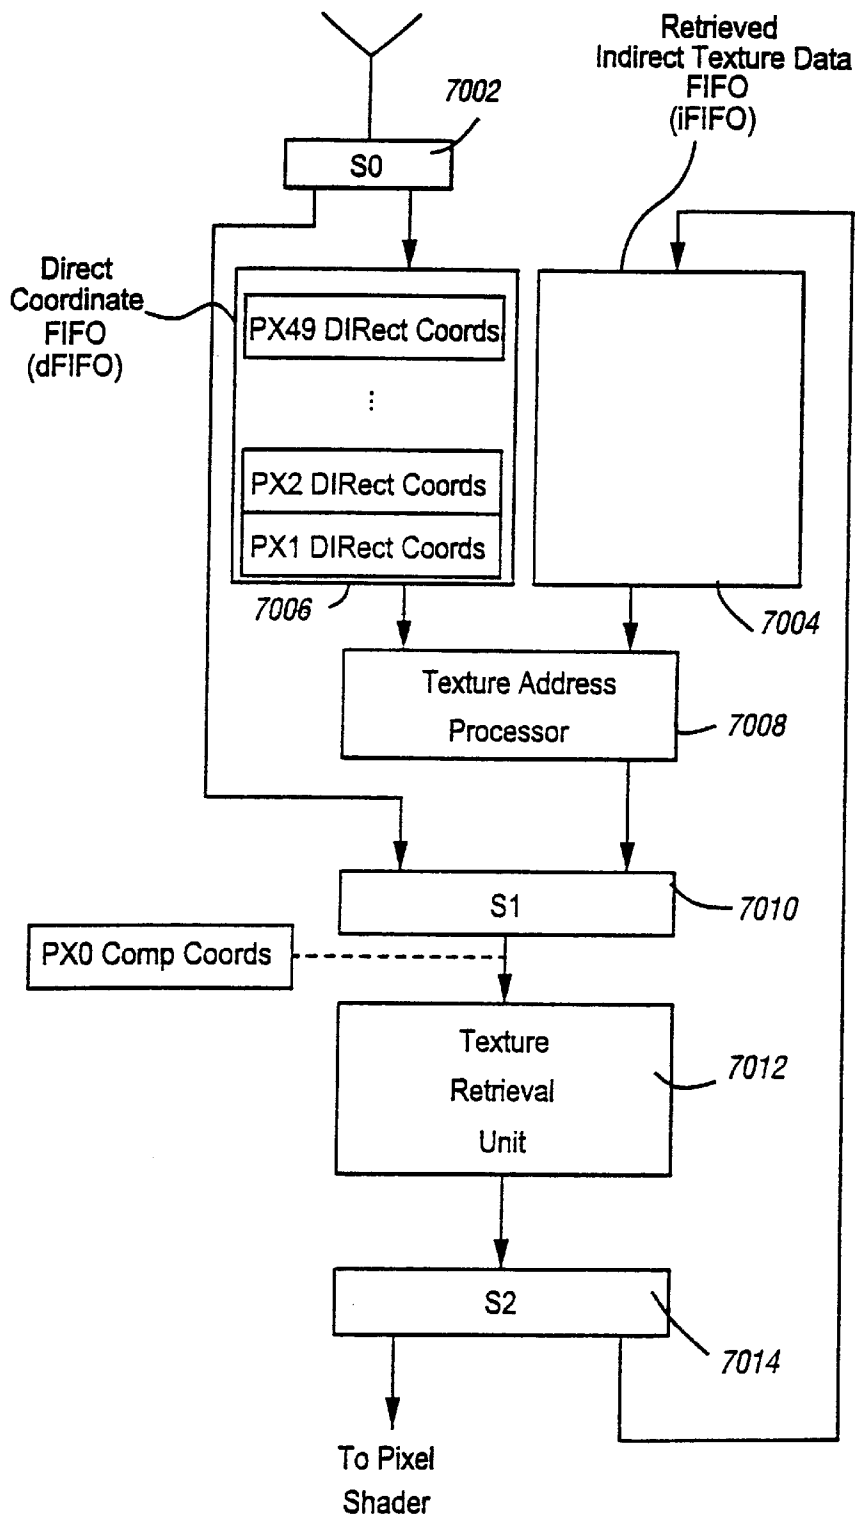 Retrieved
Indirect Texture Data
FIFO
(iFIFO)
7002
S0
Direct
Coordinate
FIFO
(dFIFO)
PX49 DIRect Coords
...
PX2 DIRect Coords
PX1 DIRect Coords
7006
7004
Texture Address
Processor
7008
S1
7010
PX0 Comp Coords
Texture
Retrieval
Unit
7012
S2
7014
To Pixel
Shader